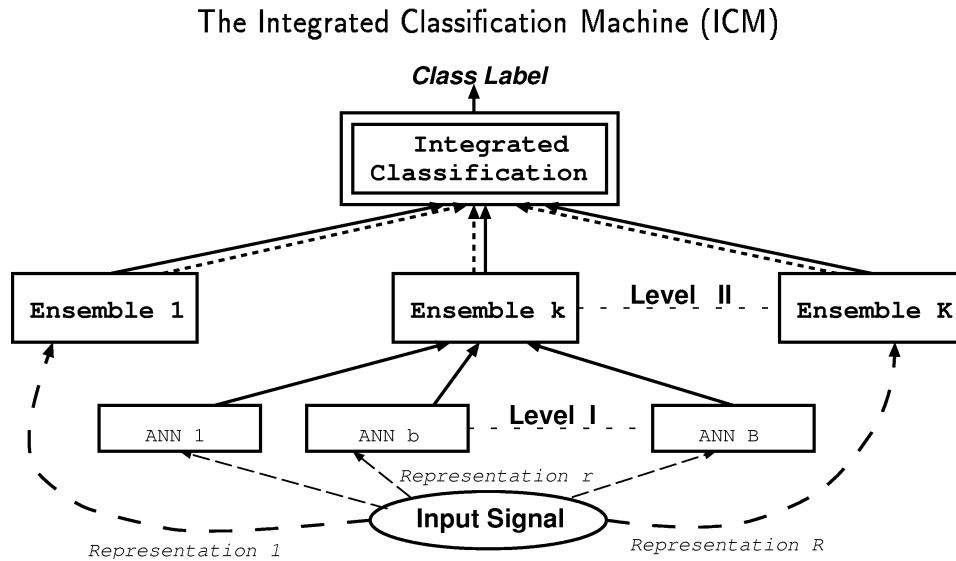 The Integrated Classification Machine (ICM)
Class Label
Integrated
Classification
Ensemble 1
Ensemble k
Level II
Ensemble K
ANN 1
ANN b
Level I
ANN B
Representation r
Input Signal
Representation 1
Representation R